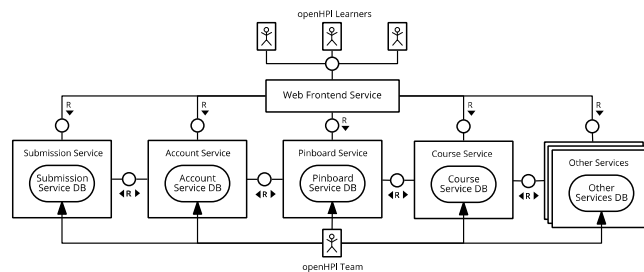 openHPI Learners
Web Frontend Service
R
R
R
R
R
Submission Service
Account Service
Pinboard Service
Course Service
Other Services
Submission
Service DB
Account
Service DB
Pinboard
Service DB
Course
Service DB
Other
Services DB
R
R
R
R
openHPI Team